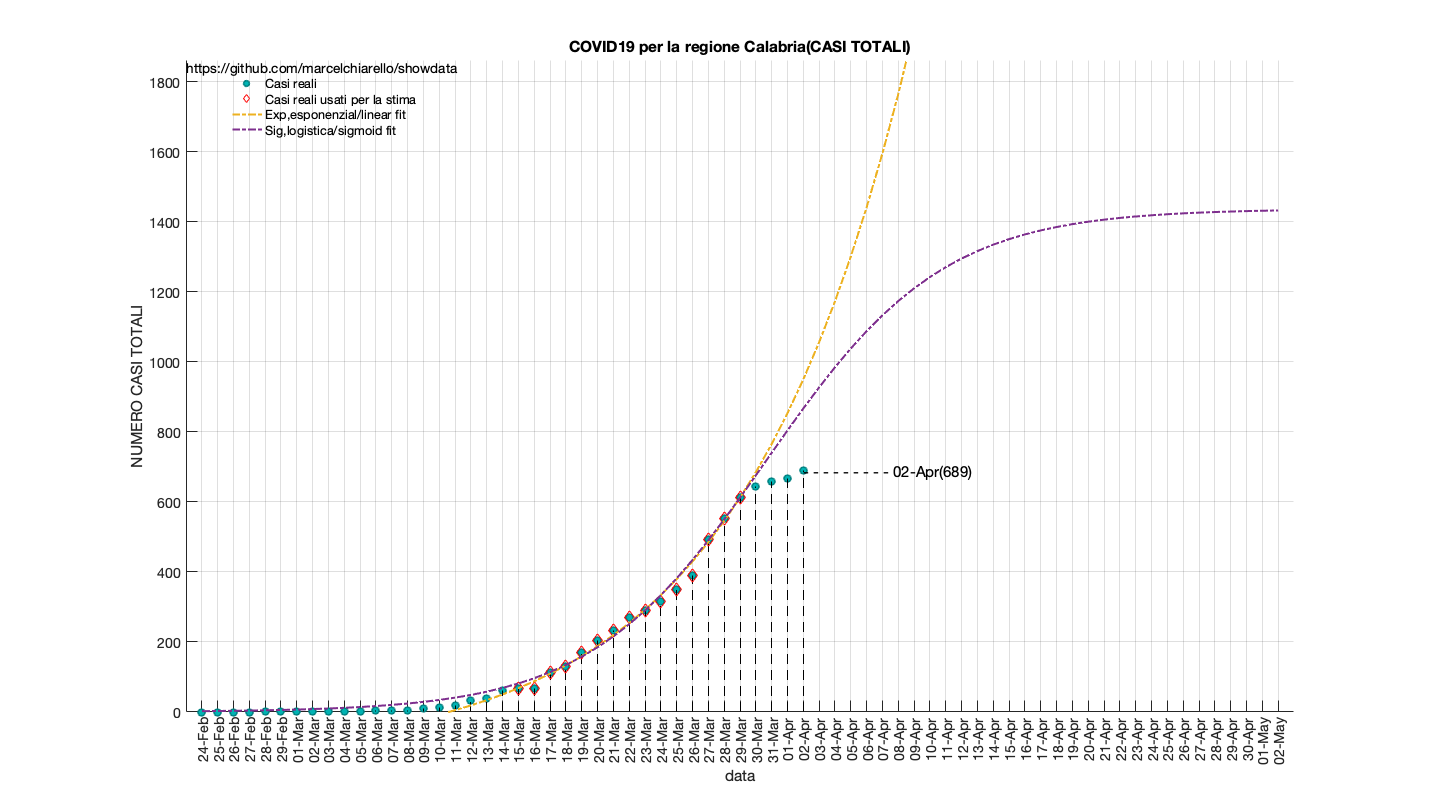 COVID19 per la regione Calabria(CASI TOTALI)
https://github.com/marcelchiarello/showdata
Casi reali
Casi reali usati per la stima
Exp,esponenzial/linear fit
Sig,logistica/sigmoid fit
1800
1600
1400
1200
1000
800
600
400
200
0
NUMERO CASI TOTALI
02-Apr(689)
24-Feb
25-Feb
26-Feb
27-Feb
28-Feb
29-Feb
01-Mar
02-Mar
03-Mar
04-Mar
05-Mar
06-Mar
07-Mar
08-Mar
09-Mar
10-Mar
11-Mar
12-Mar
13-Mar
14-Mar
15-Mar
16-Mar
17-Mar
18-Mar
19-Mar
20-Mar
21-Mar
22-Mar
23-Mar
24-Mar
25-Mar
26-Mar
27-Mar
28-Mar
29-Mar
30-Mar
31-Mar
01-Apr
02-Apr
03-Apr
04-Apr
05-Apr
06-Apr
07-Apr
08-Apr
09-Apr
10-Apr
11-Apr
12-Apr
13-Apr
14-Apr
15-Apr
16-Apr
17-Apr
18-Apr
19-Apr
20-Apr
21-Apr
22-Apr
23-Apr
24-Apr
25-Apr
26-Apr
27-Apr
28-Apr
29-Apr
30-Apr
01-May
02-May
data